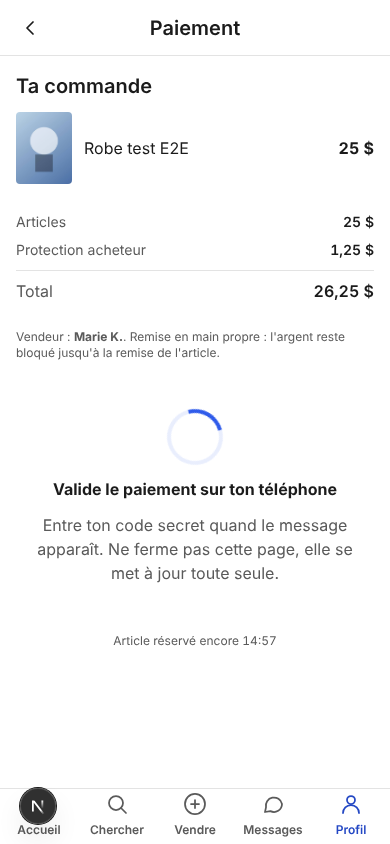 Paiement
Ta commande
Robe test E2E
25 $
Articles
25 $
Protection acheteur
1,25 $
Total
26,25 $
Vendeur : Marie K.. Remise en main propre : l'argent reste
bloqué jusqu'à la remise de l'article.
Valide le paiement sur ton téléphone
Entre ton code secret quand le message
apparaît. Ne ferme pas cette page, elle se
met à jour toute seule.
Article réservé encore 14:57
N
Accueil
Chercher
Vendre
Messages
Profil